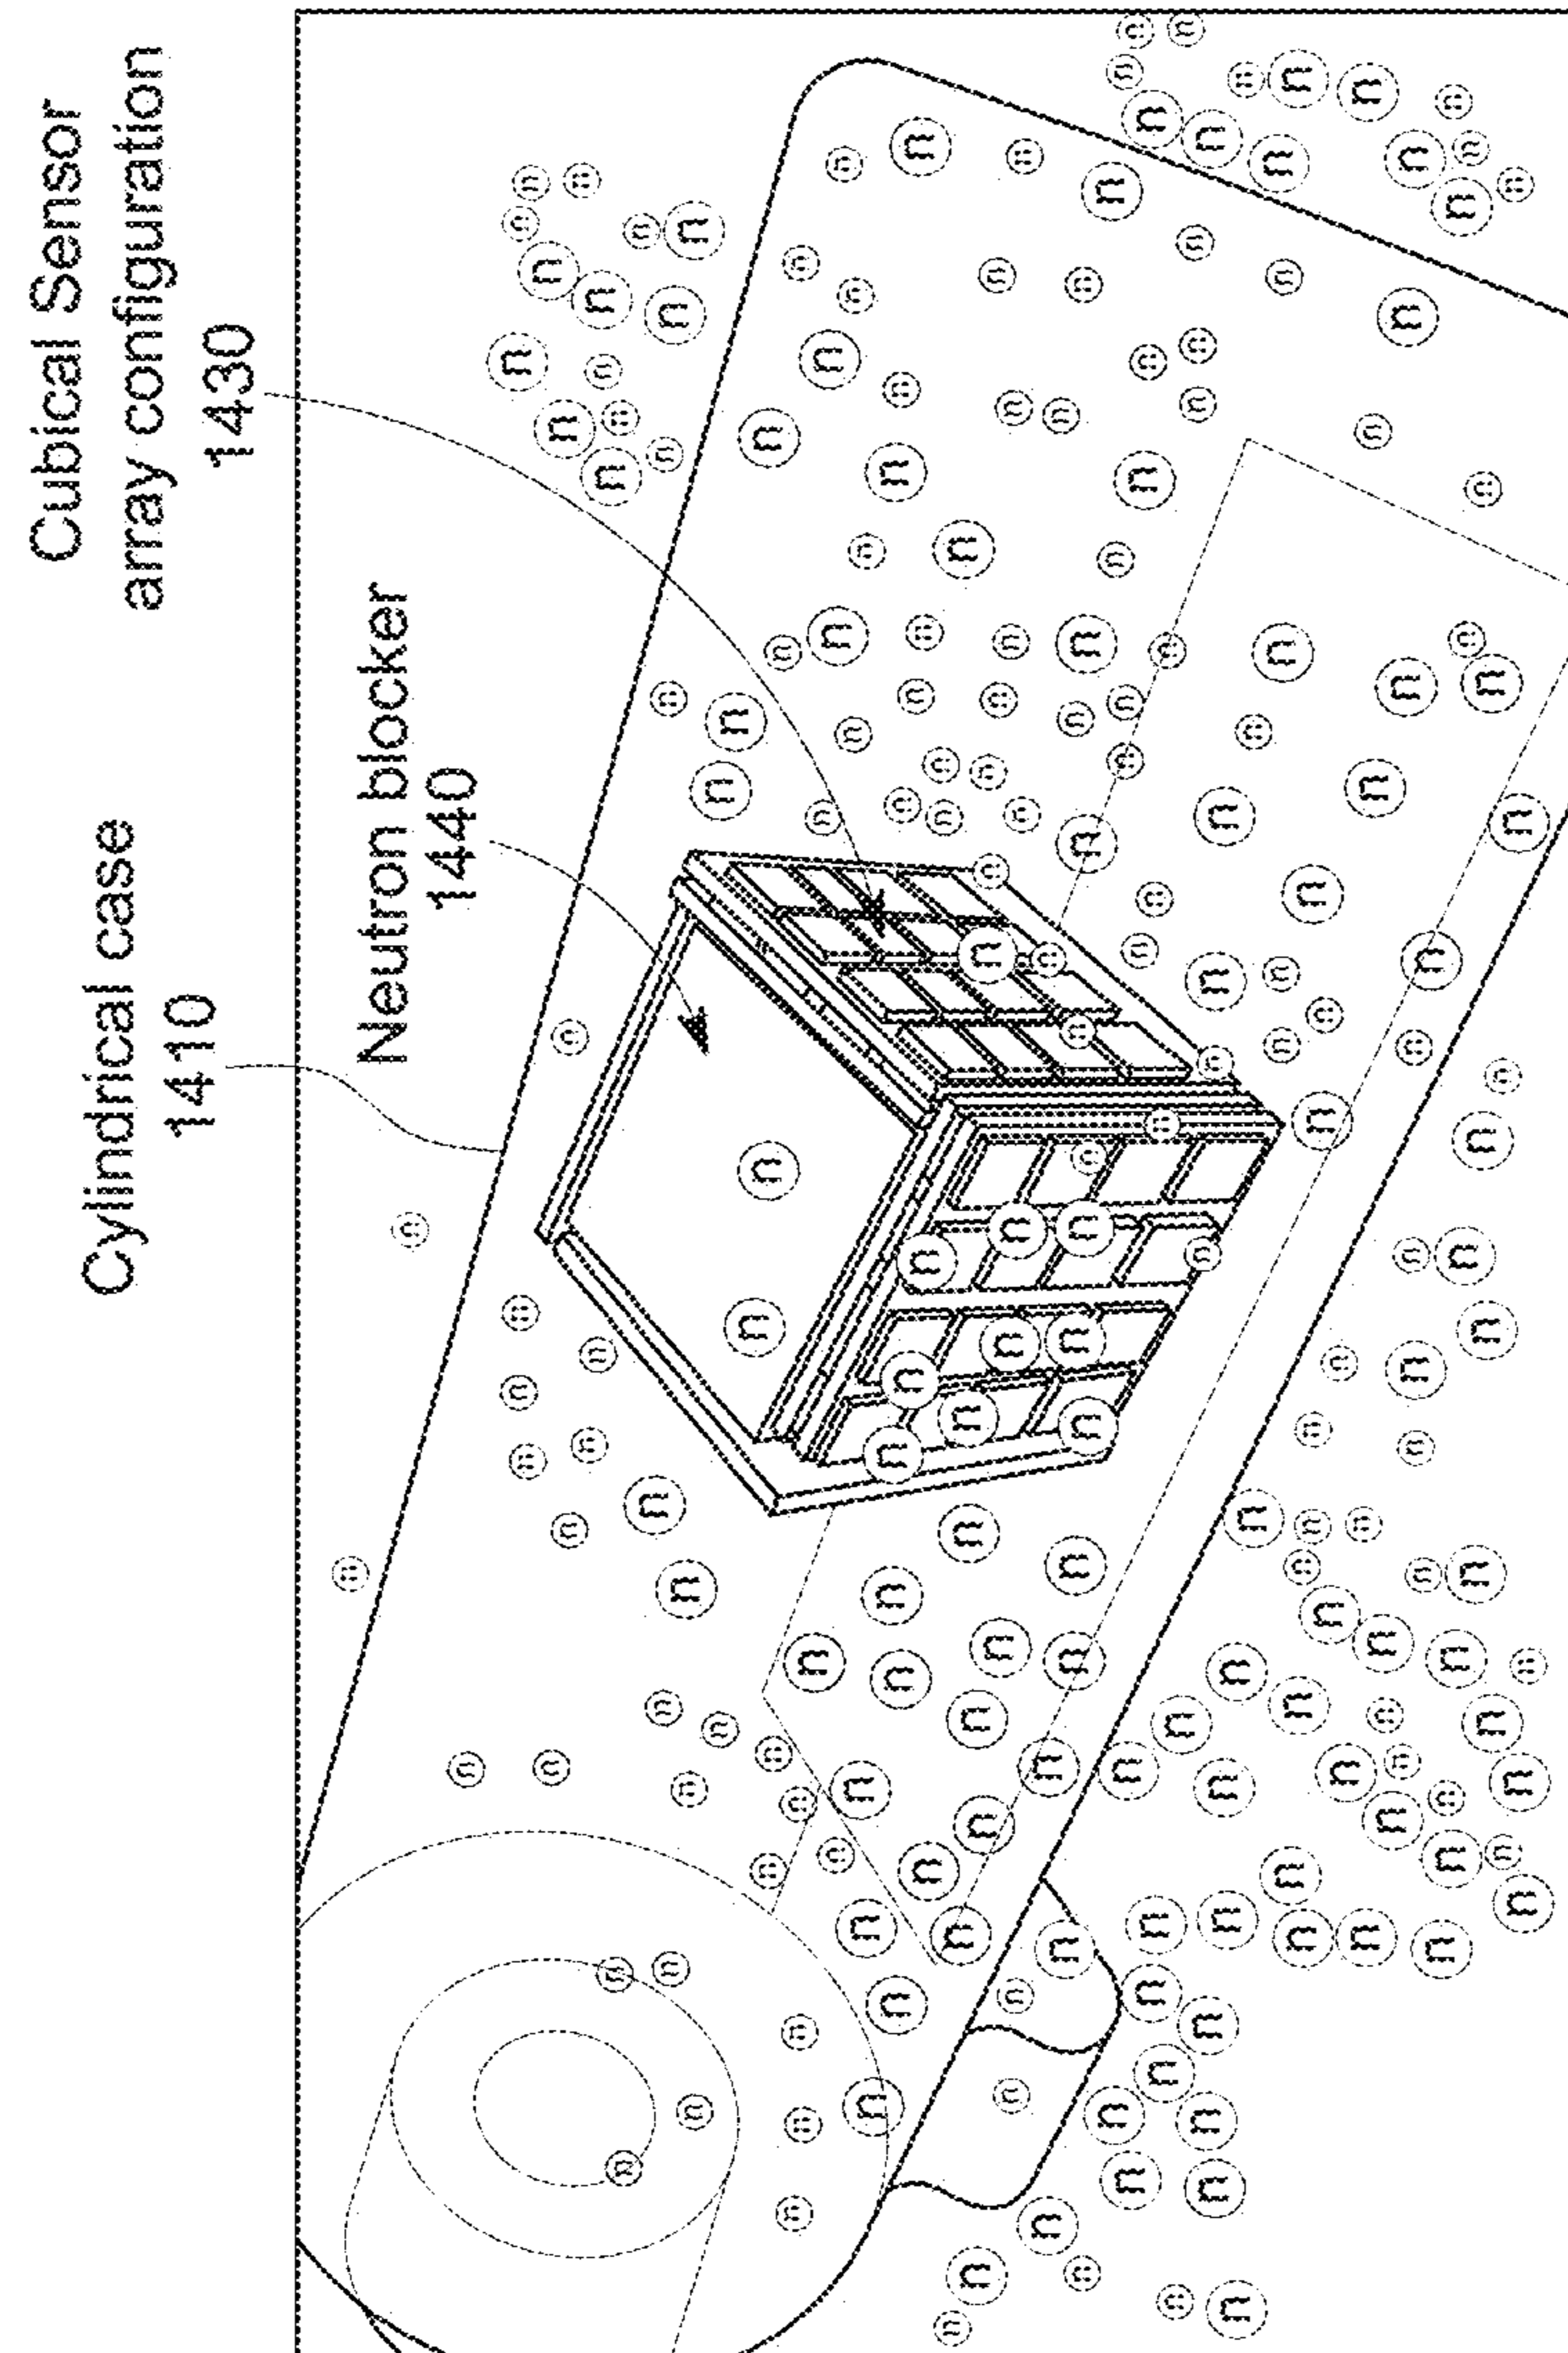 Cylindrical case
1410
Cubical Sensor
array configuration
1430
Neutron blocker
1440
n